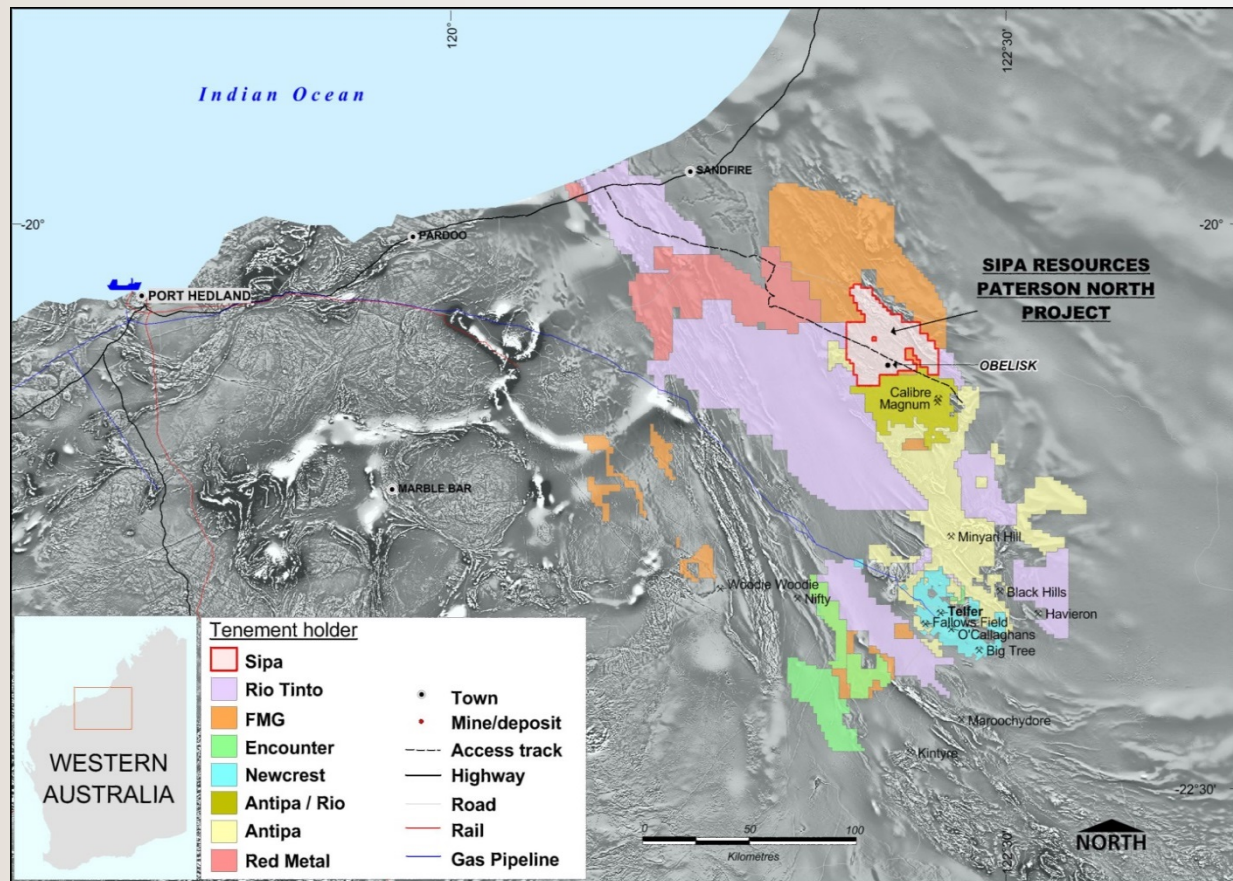 120°
122°30'
Indian Ocean
SANDFIRE
-20°
-20°
PARDOO
SIPA RESOURCES
PATERSON NORTH
PROJECT
PORT HEDLAND
OBELISK
Calibre
Magnum
MARBLE BAR
Minyari Hill
Woodie Woodie
Nifty
Black Hills
Telfer
Havieron
Fallows Field
O'Callaghans
Big Tree
Maroochydore
Kintyre
-22°30'
122°30'
WESTERN
AUSTRALIA
Tenement holder
Sipa
Rio Tinto
FMG
Encounter
Newcrest
Antipa / Rio
Antipa
Red Metal
Town
Mine/deposit
Access track
Highway
Road
Rail
Gas Pipeline
0 50 100
Kilometres
NORTH